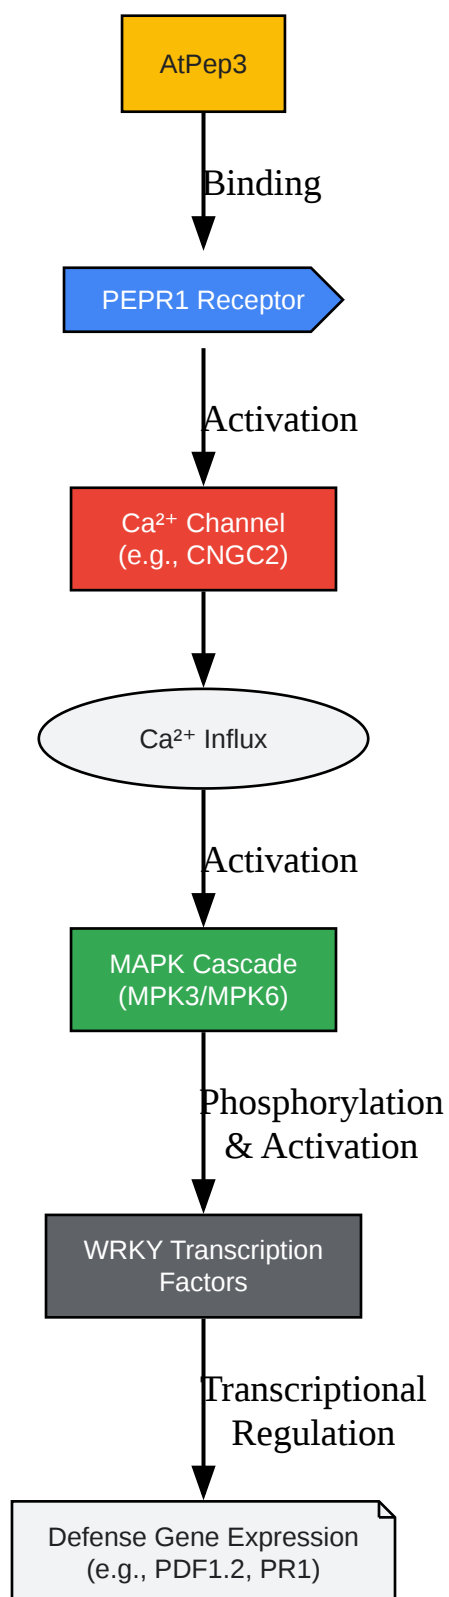 AtPep3
Binding
PEPR1 Receptor
Activation
Ca²⁺ Channel
(e.g., CNGC2)
Ca²⁺ Influx
Activation
MAPK Cascade
(MPK3/MPK6)
Phosphorylation
& Activation
WRKY Transcription
Factors
Transcriptional
Regulation
Defense Gene Expression
(e.g., PDF1.2, PR1)